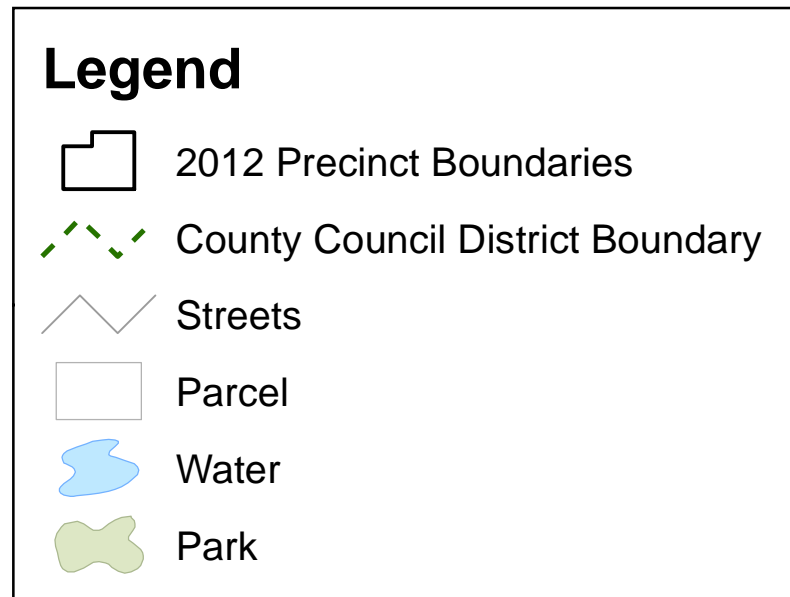 Legend
2012 Precinct Boundaries
County Council District Boundary
Streets
Parcel
Water
Park